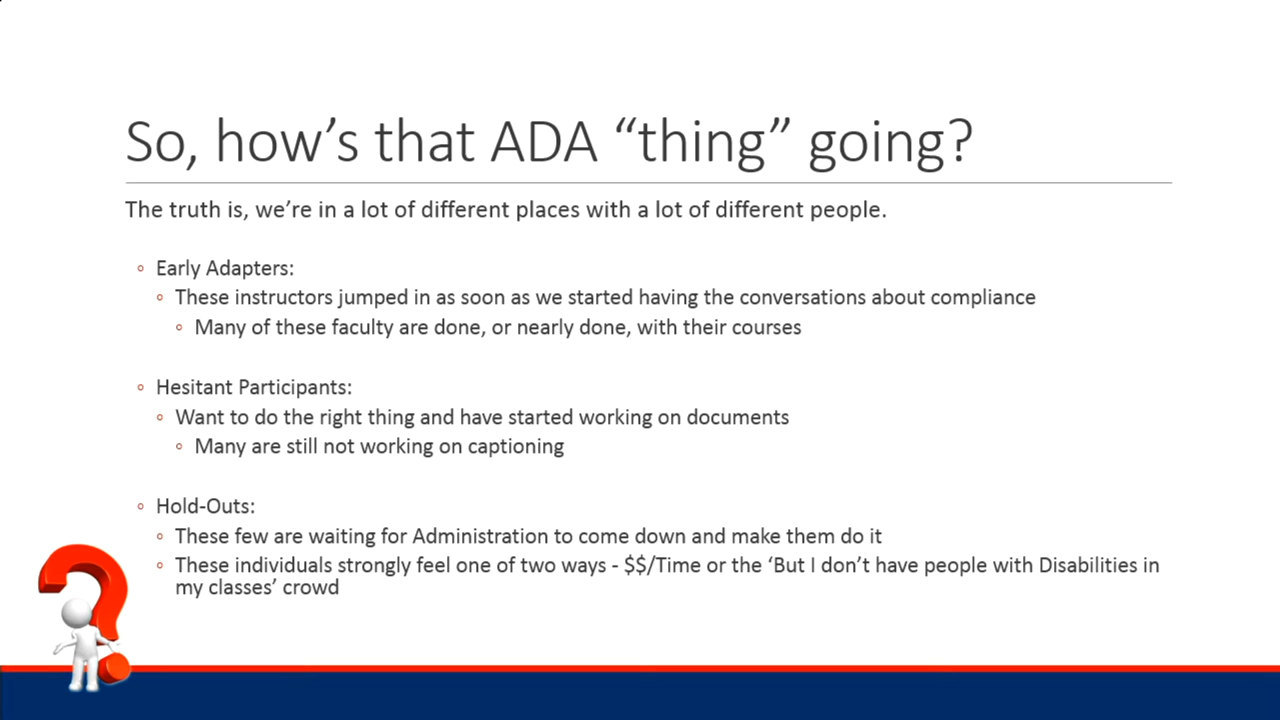 So, how’s that ADA “thing” going?
The truth is, we’re in a lot of different places with a lot of different people.
◦ Early Adapters:
◦ These instructors jumped in as soon as we started having the conversations about compliance
◦ Many of these faculty are done, or nearly done, with their courses
◦ Hesitant Participants:
◦ Want to do the right thing and have started working on documents
◦ Many are still not working on captioning
◦ Hold-Outs:
◦ These few are waiting for Administration to come down and make them do it
◦ These individuals strongly feel one of two ways - $$/Time or the ‘But I don’t have people with Disabilities in
my classes’ crowd